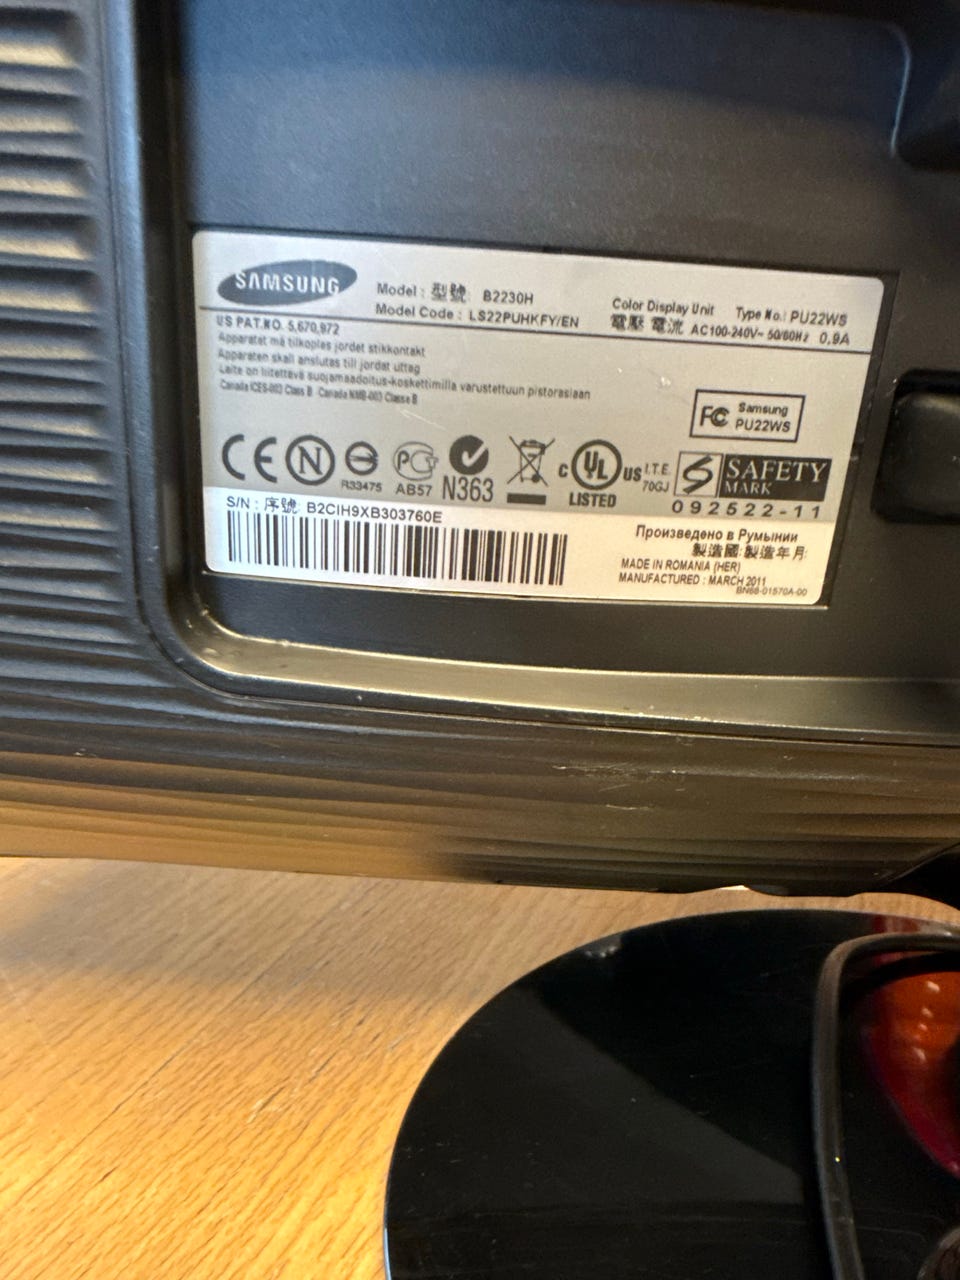 SAMSUNG
Model : 型號: B2230H
Model Code : LS22PUHKFY/EN
Color Display Unit Type No.: PU22WS
電壓 電流 AC100-240V~ 50/60Hz 0,9A
US PAT.NO. 5,670,972
Apparatet må tilkoples jordet stikkontakt
Apparaten skall anslutas till jordat uttag
Laite on liitettävä suojamaadoitus-koskettimilla varustettuun pistorasiaan
Canada ICES-003 Class B Canada NMB-003 Classe B
FC Samsung
PU22WS
CE N R33475 PCT AB57 N363 C UL US LISTED I.T.E. 70GJ
SAFETY
MARK
092522-11
S/N : 序號: B2CIH9XB303760E
Произведено в Румынии
製造國 製造年月
MADE IN ROMANIA (HER)
MANUFACTURED : MARCH 2011
BN68-01570A-00